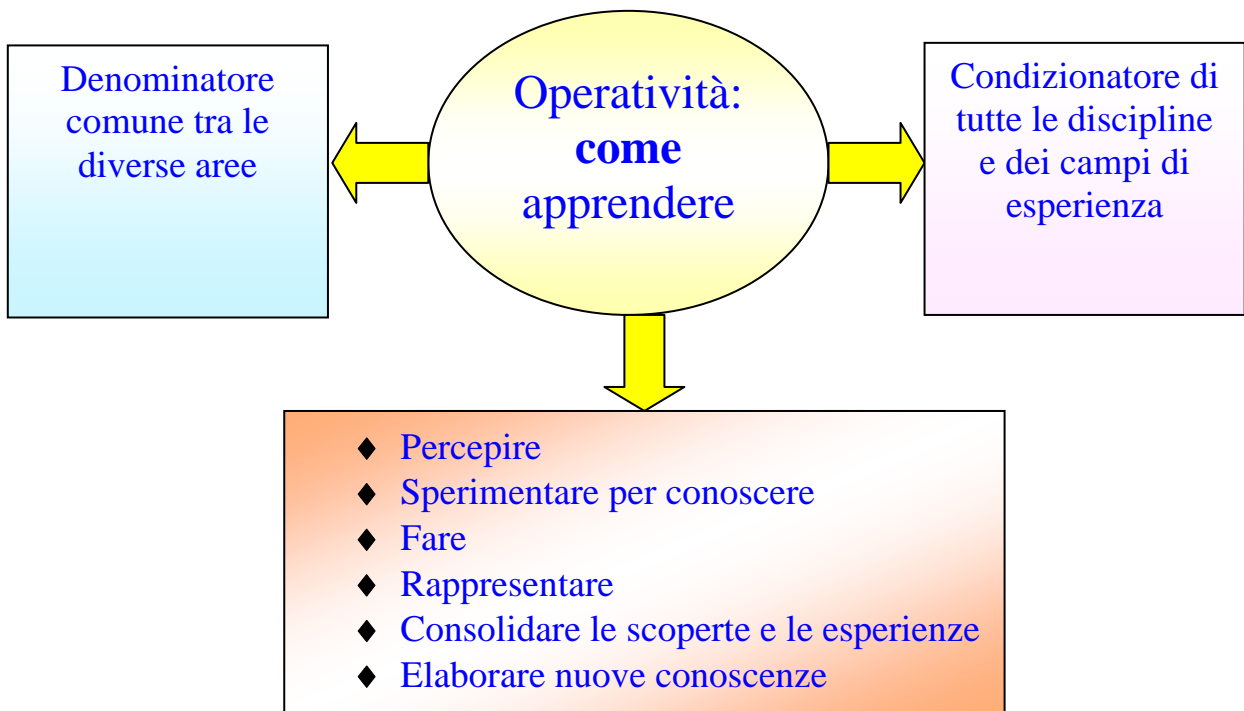 Denominatore
comune tra le
diverse aree
Operatività:
come
apprendere
Condizionatore di
tutte le discipline
e dei campi di
esperienza
♦ Percepire
♦ Sperimentare per conoscere
♦ Fare
♦ Rappresentare
♦ Consolidare le scoperte e le esperienze
♦ Elaborare nuove conoscenze